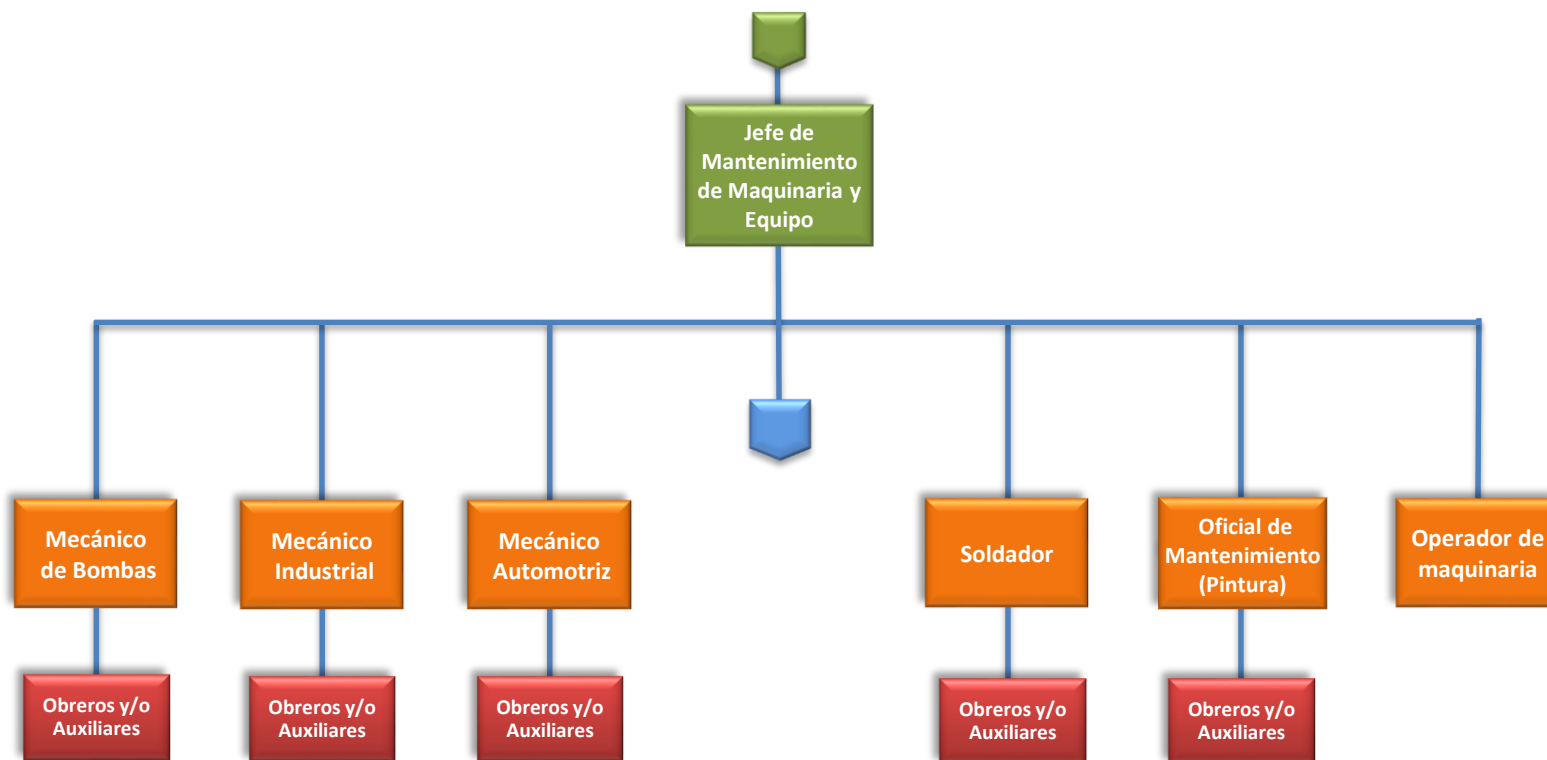 Jefe de
Mantenimiento
de Maquinaria y
Equipo
Mecánico
de Bombas
Mecánico
Industrial
Mecánico
Automotriz
Soldador
Oficial de
Mantenimiento
(Pintura)
Operador de
maquinaria
Obreros y/o
Auxiliares
Obreros y/o
Auxiliares
Obreros y/o
Auxiliares
Obreros y/o
Auxiliares
Obreros y/o
Auxiliares